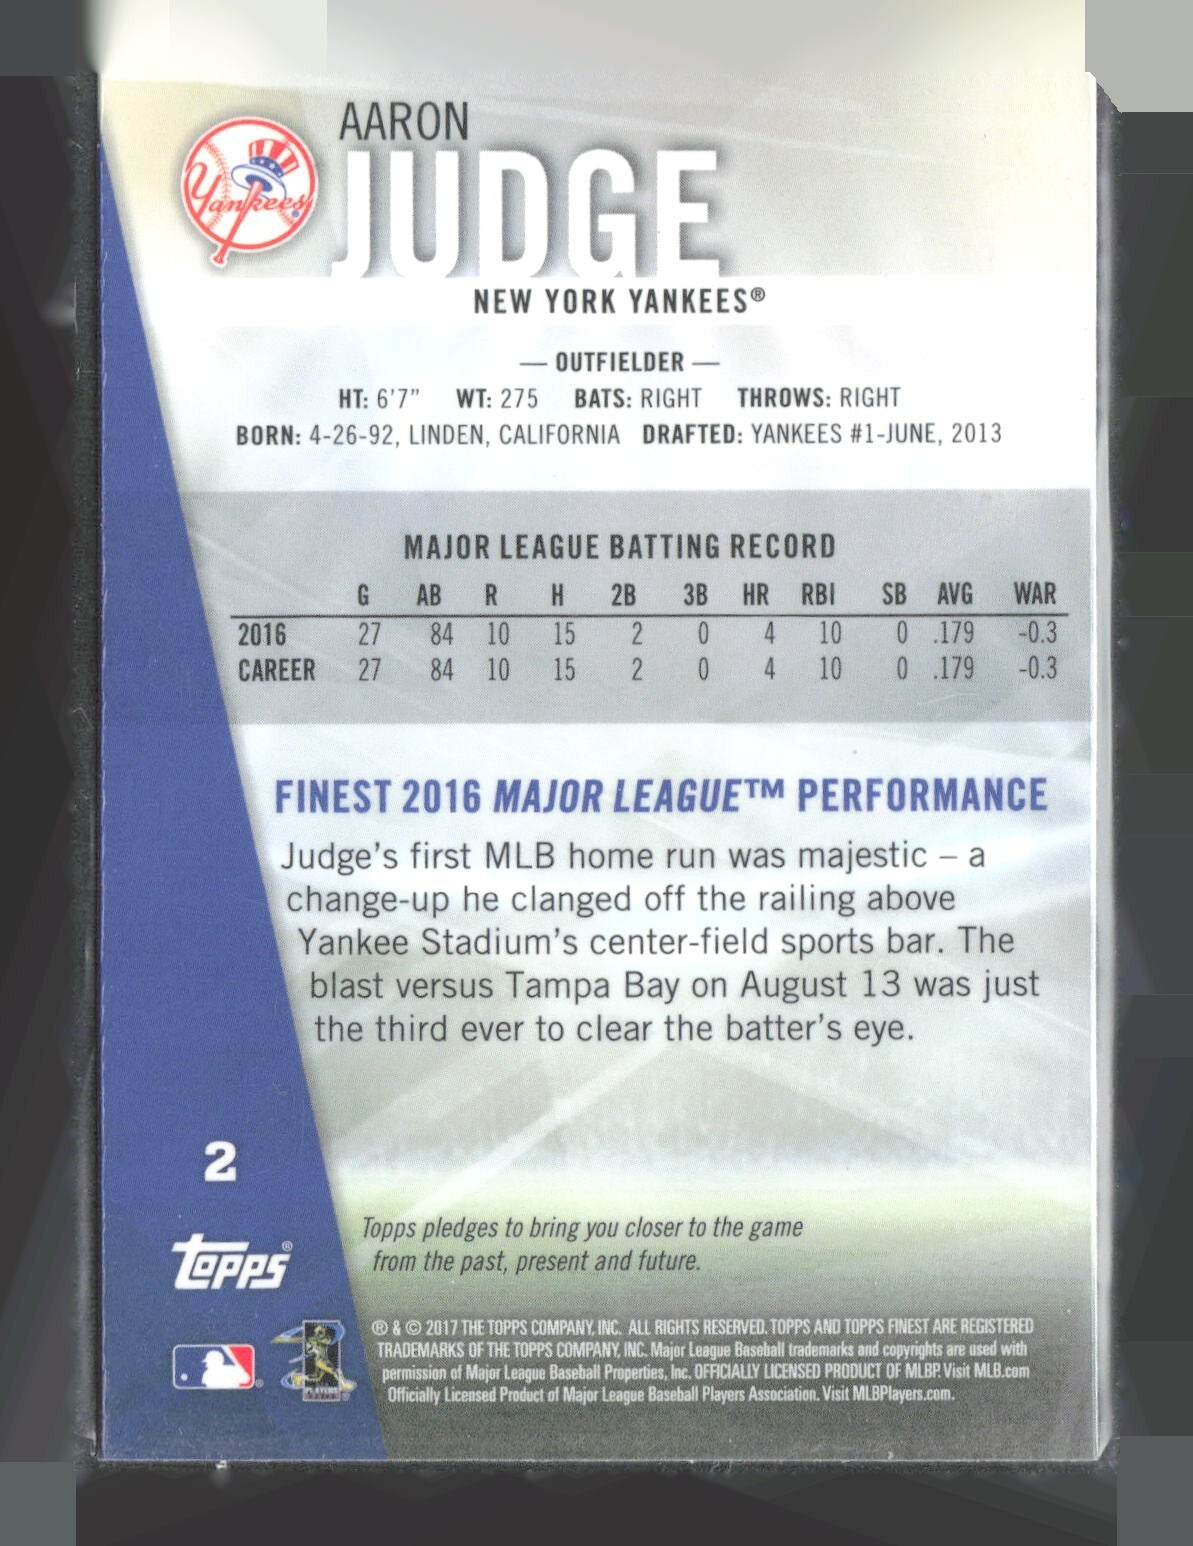 AARON
JUDGE
Yankees
NEW YORK YANKEES®
— OUTFIELDER —
HT: 6'7" WT: 275 BATS: RIGHT THROWS: RIGHT
BORN: 4-26-92, LINDEN, CALIFORNIA DRAFTED: YANKEES #1-JUNE, 2013
MAJOR LEAGUE BATTING RECORD
G AB R H 2B 3B HR RBI SB AVG WAR
2016 27 84 10 15 2 0 4 10 0 .179 -0.3
CAREER 27 84 10 15 2 0 4 10 0 .179 -0.3
FINEST 2016 MAJOR LEAGUE™ PERFORMANCE
Judge's first MLB home run was majestic – a
change-up he clanged off the railing above
Yankee Stadium's center-field sports bar. The
blast versus Tampa Bay on August 13 was just
the third ever to clear the batter's eye.
2
Topps pledges to bring you closer to the game
from the past, present and future.
Topps®
® & © 2017 THE TOPPS COMPANY, INC. ALL RIGHTS RESERVED. TOPPS AND TOPPS FINEST ARE REGISTERED
TRADEMARKS OF THE TOPPS COMPANY, INC. Major League Baseball trademarks and copyrights are used with
permission of Major League Baseball Properties, Inc. OFFICIALLY LICENSED PRODUCT OF MLBP. Visit MLB.com
Officially Licensed Product of Major League Baseball Players Association. Visit MLBPlayers.com.